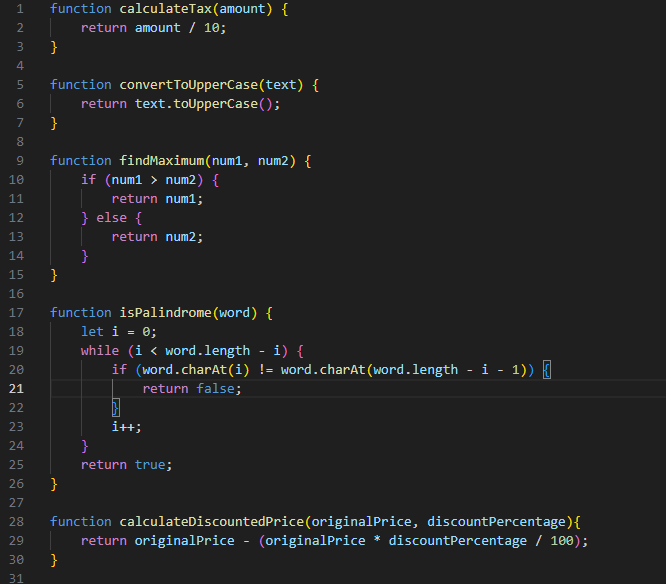 1 function calculateTax(amount) {
2     return amount / 10;
3 }
4
5 function convertToUpperCase(text) {
6     return text.toUpperCase();
7 }
8
9 function findMaximum(num1, num2) {
10     if (num1 > num2) {
11         return num1;
12     } else {
13         return num2;
14     }
15 }
16
17 function isPalindrome(word) {
18     let i = 0;
19     while (i < word.length - i) {
20         if (word.charAt(i) != word.charAt(word.length - i - 1)) {
21             return false;
22         }
23         i++;
24     }
25     return true;
26 }
27
28 function calculateDiscountedPrice(originalPrice, discountPercentage){
29     return originalPrice - (originalPrice * discountPercentage / 100);
30 }
31